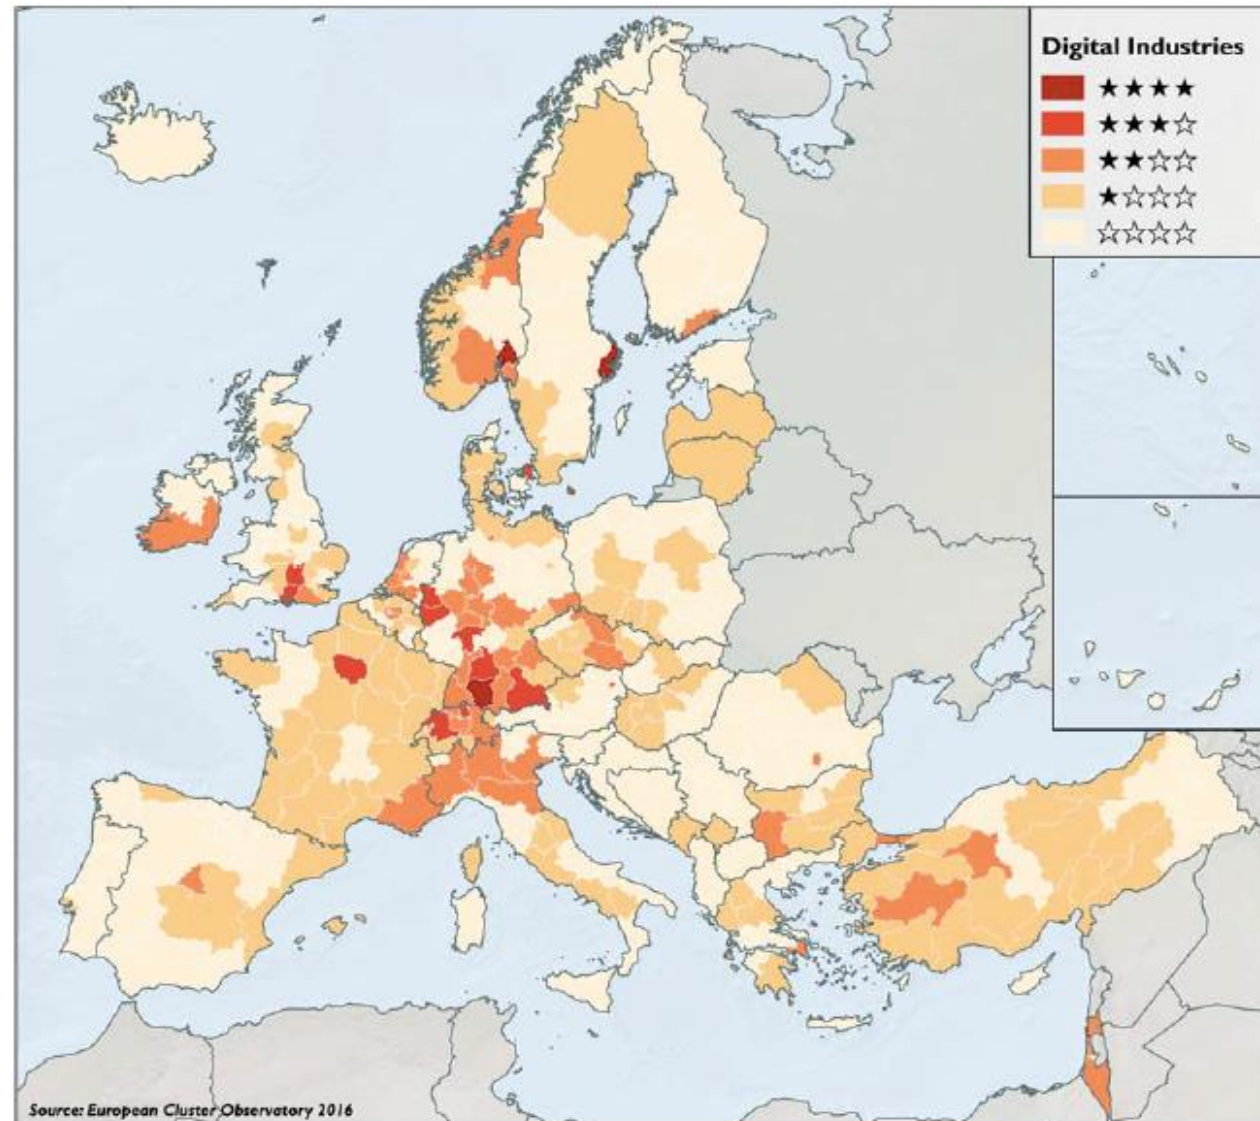 Digital Industries
★★★★
★★★☆
★★☆☆
★☆☆☆
☆☆☆☆
Source: European Cluster Observatory 2016